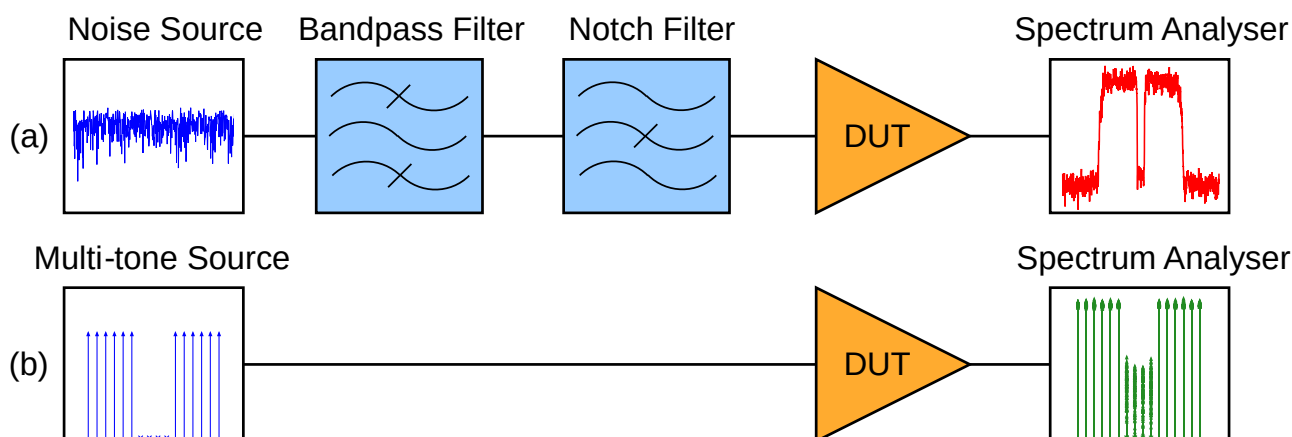 Noise Source Bandpass Filter Notch Filter Spectrum Analyser
(a) DUT
Multi-tone Source Spectrum Analyser
(b) DUT